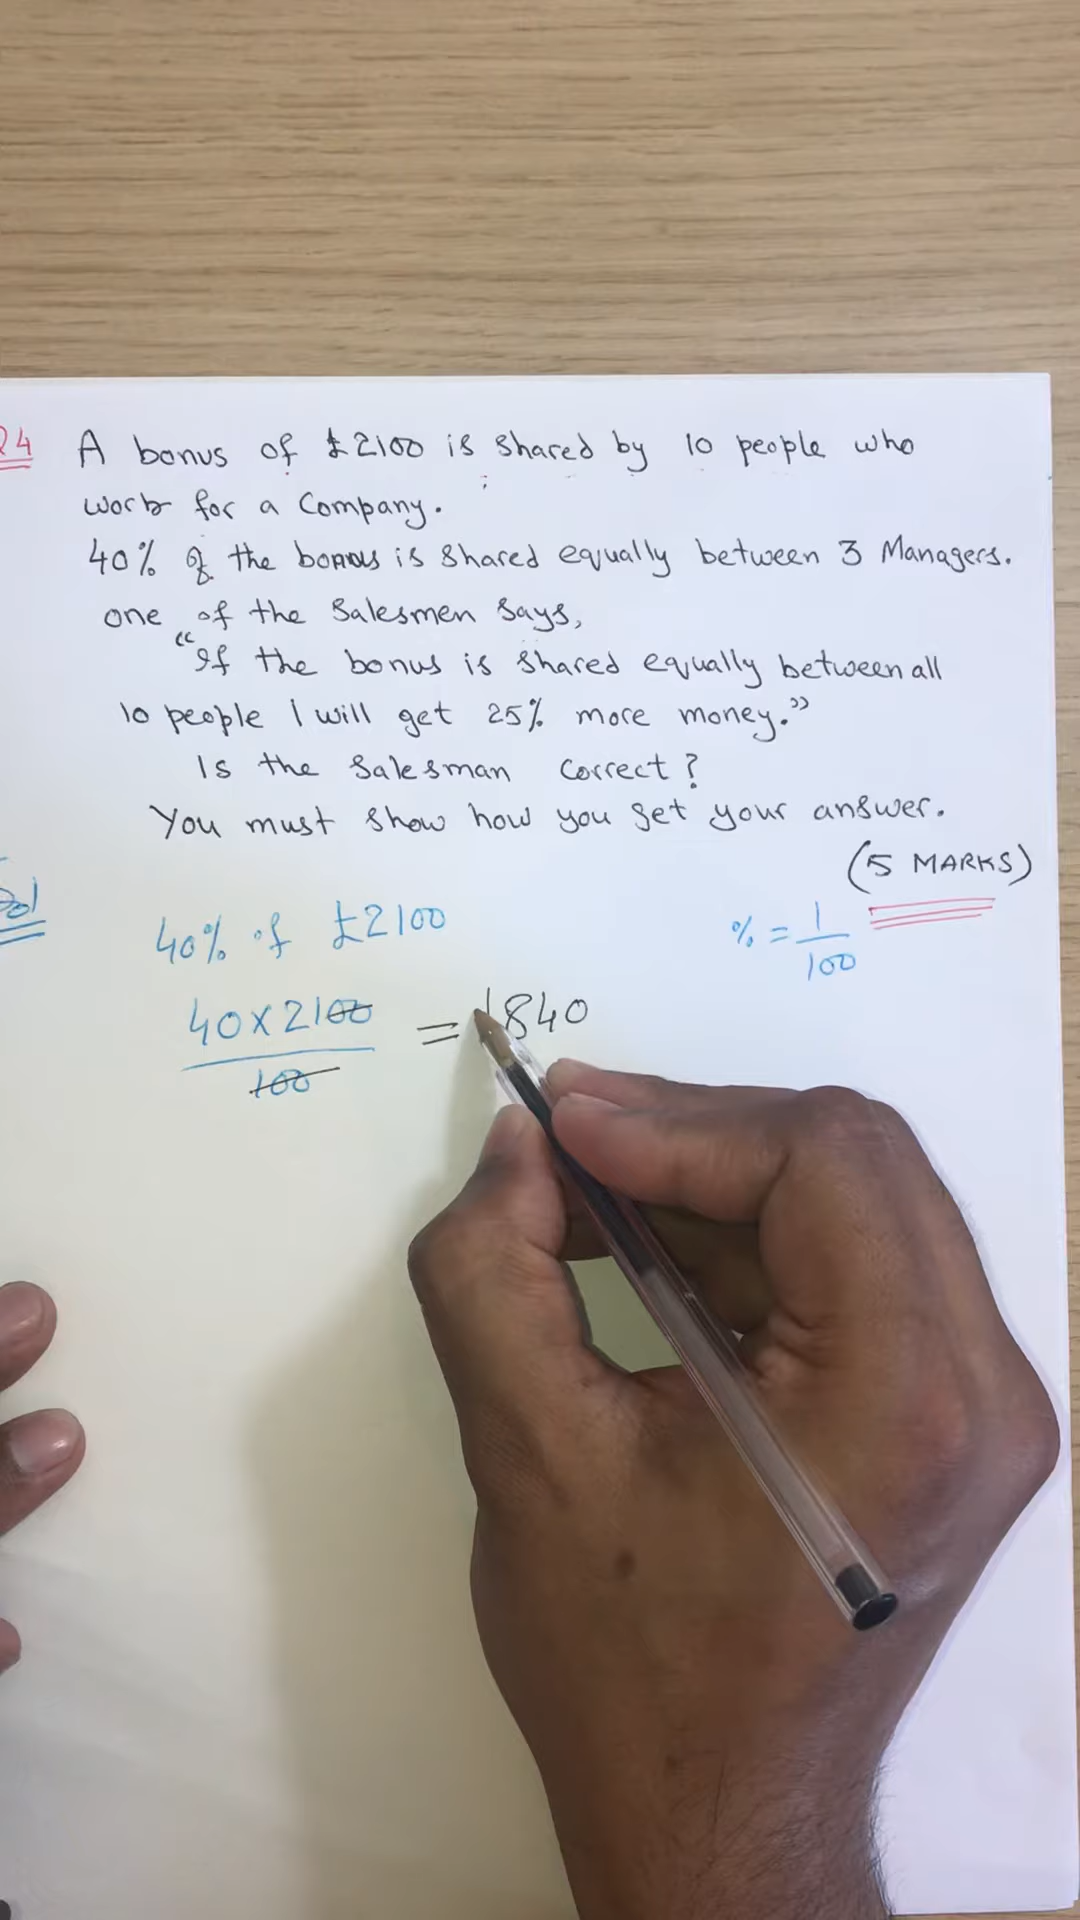 Q4 A bonus of £2100 is shared by 10 people who
work for a Company.
40% of the bonus is shared equally between 3 Managers.
one of the Salesmen says,
“If the bonus is shared equally between all
10 people I will get 25% more money.”
Is the Salesman Correct?
You must show how you get your answer.
(5 MARKS)
Sol
40% of £2100
% = 1/100
40 x 2100 = 840
100